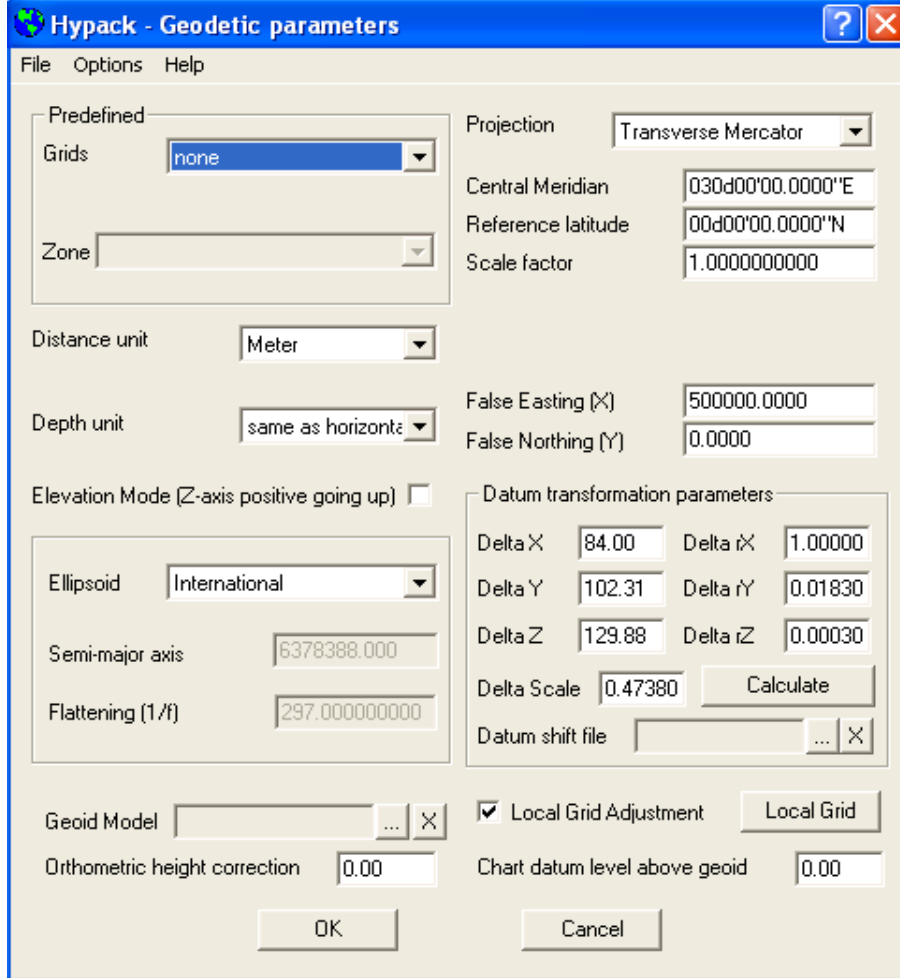 Hypack - Geodetic parameters
File Options Help
Predefined
Grids none
Zone
Projection Transverse Mercator
Central Meridian 030d00'00.0000"E
Reference latitude 00d00'00.0000"N
Scale factor 1.0000000000
Distance unit Meter
Depth unit same as horizonta
False Easting (X) 500000.0000
False Northing (Y) 0.0000
Elevation Mode (Z-axis positive going up)
Ellipsoid International
Semi-major axis 6378388.000
Flattening (1/f) 297.000000000
Datum transformation parameters
Delta X 84.00 Delta rX 1.00000
Delta Y 102.31 Delta rY 0.01830
Delta Z 129.88 Delta rZ 0.00030
Delta Scale 0.47380 Calculate
Datum shift file ... X
Geoid Model ... X
Local Grid Adjustment Local Grid
Orthometric height correction 0.00
Chart datum level above geoid 0.00
OK Cancel